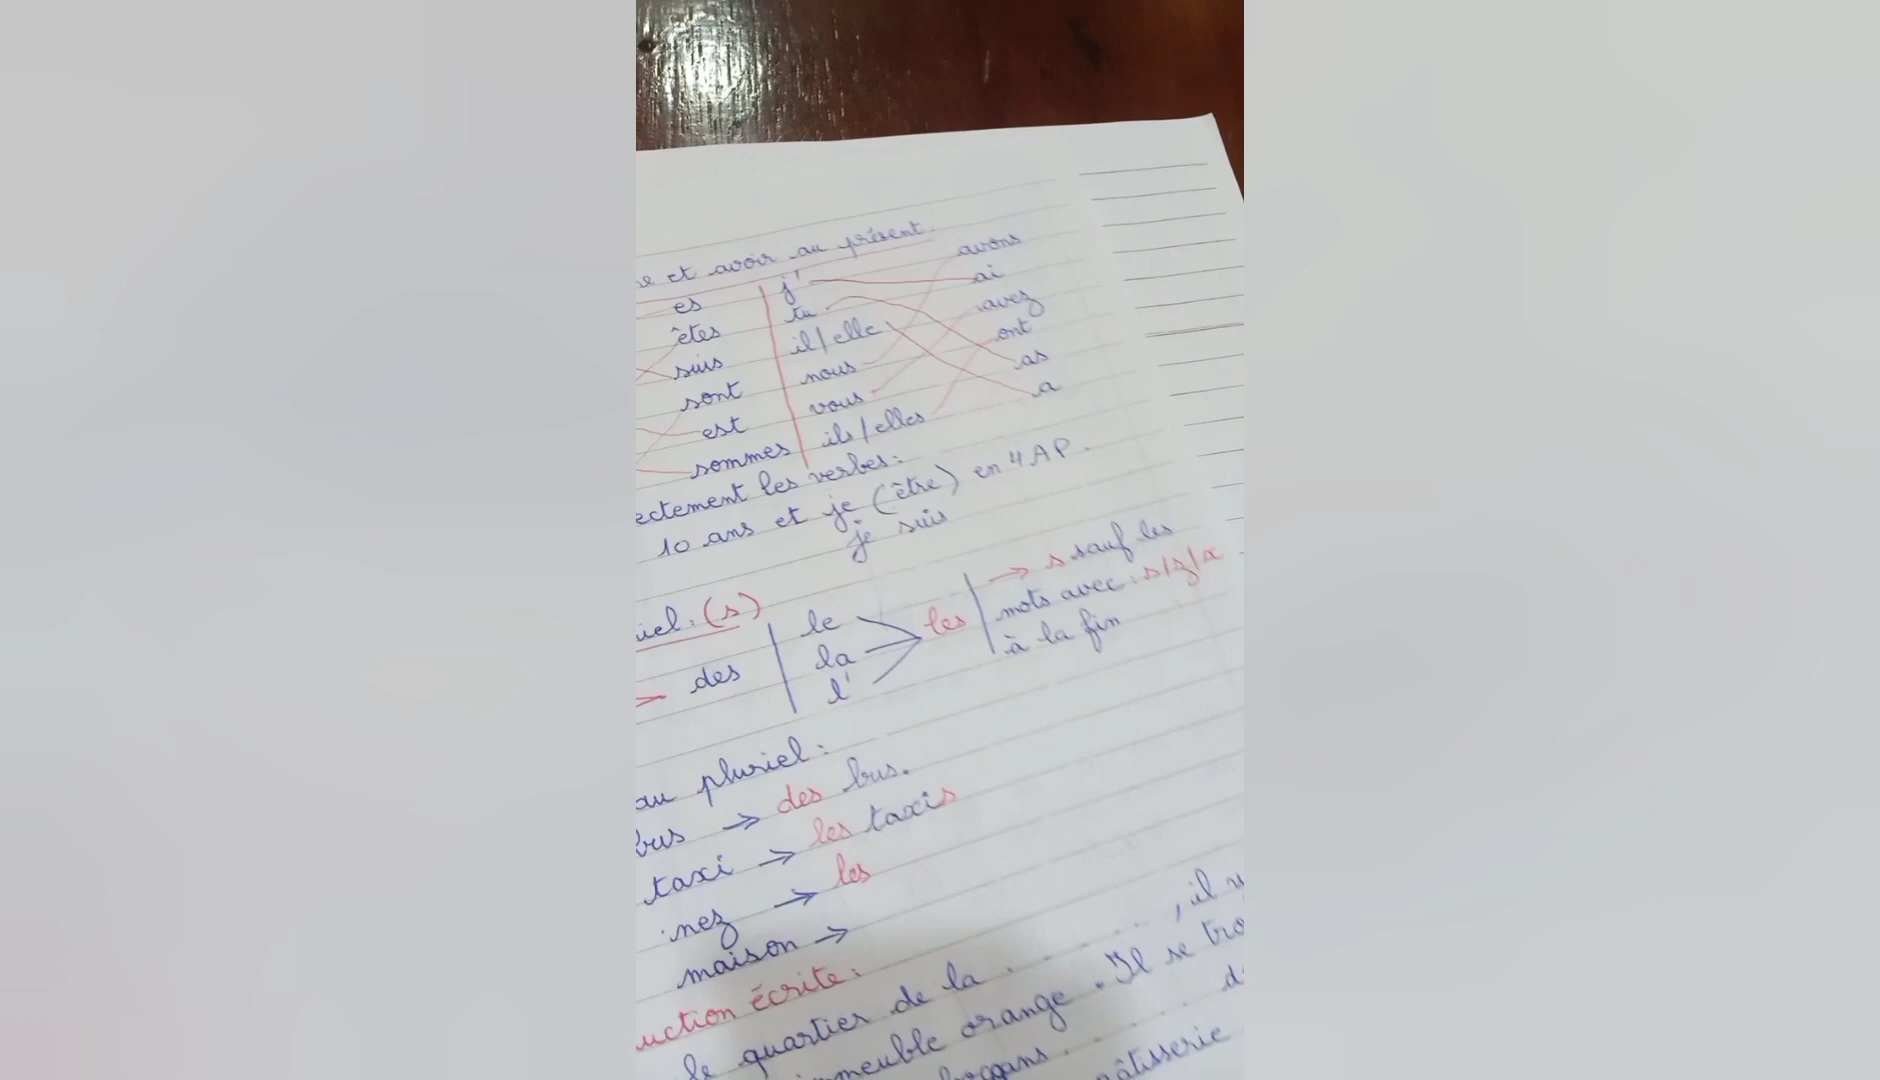 et avoir au présent.
es j' avons
êtes tu ai
suis il/elle avez
sont nous ont
est vous as
sommes ils/elles a
ectement les verbes:
10 ans et je (être) en 4 AP.
je suis
iel: (s)
le → s sauf les
des la les mots avec: s/z/x
l' à la fin
au pluriel:
bus → des bus.
taxi → les taxis
nez → les
maison →
uction écrite:
le quartier de la ..... , il
immeuble orange. Il se
pâtisserie